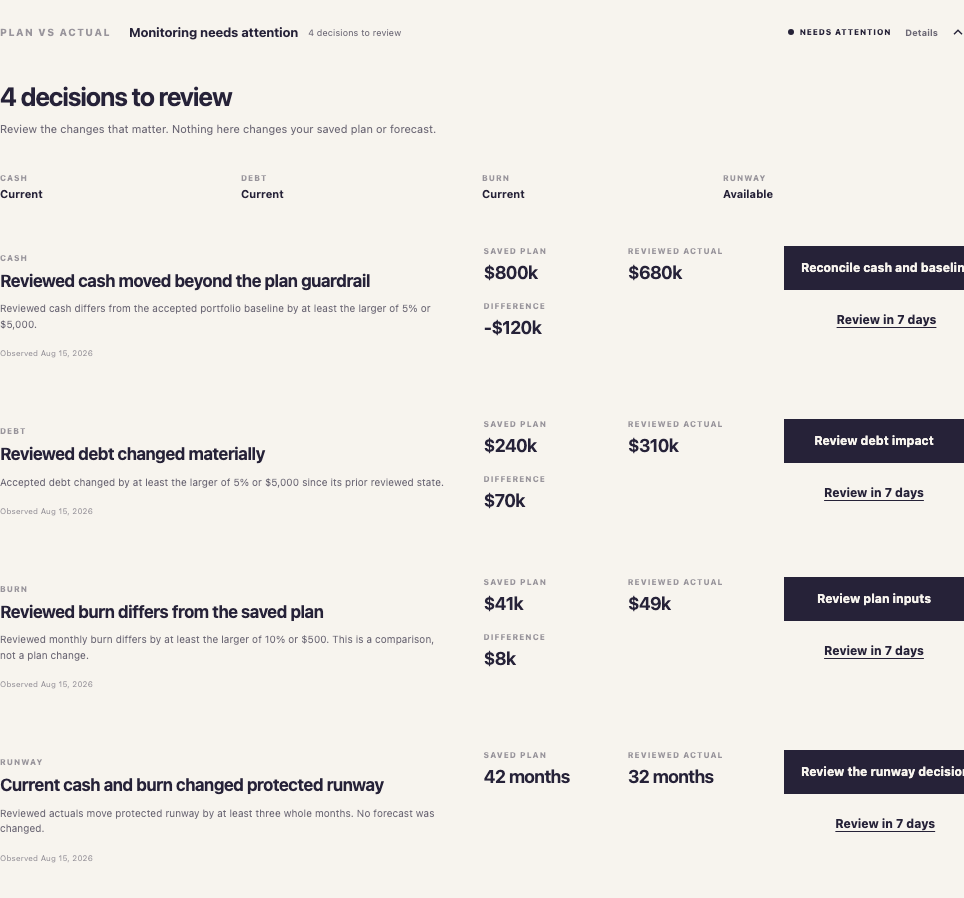 PLAN VS ACTUAL Monitoring needs attention 4 decisions to review NEEDS ATTENTION Details
4 decisions to review
Review the changes that matter. Nothing here changes your saved plan or forecast.
CASH DEBT BURN RUNWAY
Current Current Current Available
CASH
Reviewed cash moved beyond the plan guardrail
Reviewed cash differs from the accepted portfolio baseline by at least the larger of 5% or
$5,000.
Observed Aug 15, 2026
SAVED PLAN REVIEWED ACTUAL
$800k $680k
DIFFERENCE
-$120k
Reconcile cash and baselin
Review in 7 days
DEBT
Reviewed debt changed materially
Accepted debt changed by at least the larger of 5% or $5,000 since its prior reviewed state.
Observed Aug 15, 2026
SAVED PLAN REVIEWED ACTUAL
$240k $310k
DIFFERENCE
$70k
Review debt impact
Review in 7 days
BURN
Reviewed burn differs from the saved plan
Reviewed monthly burn differs by at least the larger of 10% or $500. This is a comparison,
not a plan change.
Observed Aug 15, 2026
SAVED PLAN REVIEWED ACTUAL
$41k $49k
DIFFERENCE
$8k
Review plan inputs
Review in 7 days
RUNWAY
Current cash and burn changed protected runway
Reviewed actuals move protected runway by at least three whole months. No forecast was
changed.
Observed Aug 15, 2026
SAVED PLAN REVIEWED ACTUAL
42 months 32 months
Review the runway decision
Review in 7 days